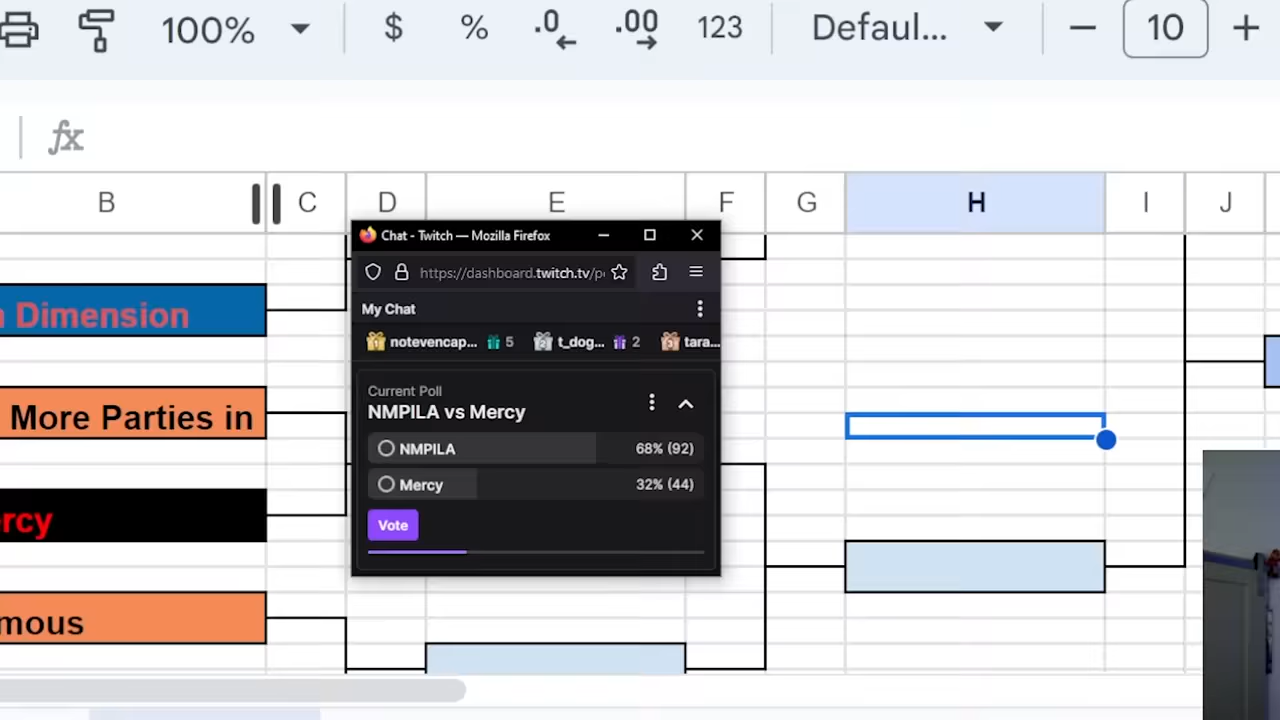 100%
$ % .0 .00 123
Defaul...
10
fx
B C D E F G H I J
Chat - Twitch — Mozilla Firefox
https://dashboard.twitch.tv/p
My Chat
notevencap... 5 t_dog... 2 tara...
Current Poll
NMPILA vs Mercy
NMPILA 68% (92)
Mercy 32% (44)
Vote
Dimension
More Parties in
ercy
mous